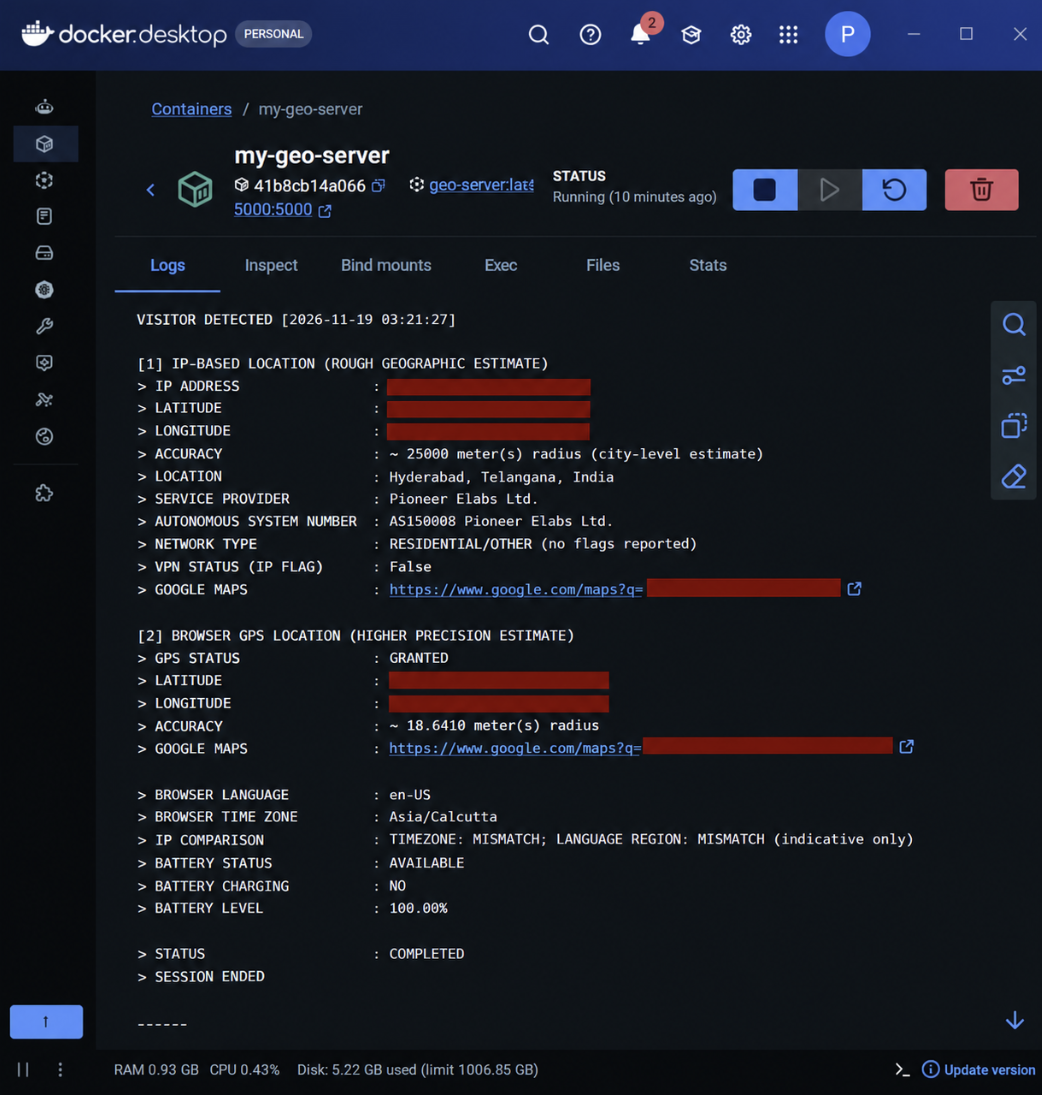 docker.desktop PERSONAL
2
P
Containers / my-geo-server
my-geo-server
41b8cb14a066
geo-server:late
5000:5000
STATUS
Running (10 minutes ago)
Logs Inspect Bind mounts Exec Files Stats
VISITOR DETECTED [2026-11-19 03:21:27]
[1] IP-BASED LOCATION (ROUGH GEOGRAPHIC ESTIMATE)
> IP ADDRESS :
> LATITUDE :
> LONGITUDE :
> ACCURACY : ~ 25000 meter(s) radius (city-level estimate)
> LOCATION : Hyderabad, Telangana, India
> SERVICE PROVIDER : Pioneer Elabs Ltd.
> AUTONOMOUS SYSTEM NUMBER : AS150008 Pioneer Elabs Ltd.
> NETWORK TYPE : RESIDENTIAL/OTHER (no flags reported)
> VPN STATUS (IP FLAG) : False
> GOOGLE MAPS : https://www.google.com/maps?q=
[2] BROWSER GPS LOCATION (HIGHER PRECISION ESTIMATE)
> GPS STATUS : GRANTED
> LATITUDE :
> LONGITUDE :
> ACCURACY : ~ 18.6410 meter(s) radius
> GOOGLE MAPS : https://www.google.com/maps?q=
> BROWSER LANGUAGE : en-US
> BROWSER TIME ZONE : Asia/Calcutta
> IP COMPARISON : TIMEZONE: MISMATCH; LANGUAGE REGION: MISMATCH (indicative only)
> BATTERY STATUS : AVAILABLE
> BATTERY CHARGING : NO
> BATTERY LEVEL : 100.00%
> STATUS : COMPLETED
> SESSION ENDED
------
RAM 0.93 GB CPU 0.43% Disk: 5.22 GB used (limit 1006.85 GB)
Update version